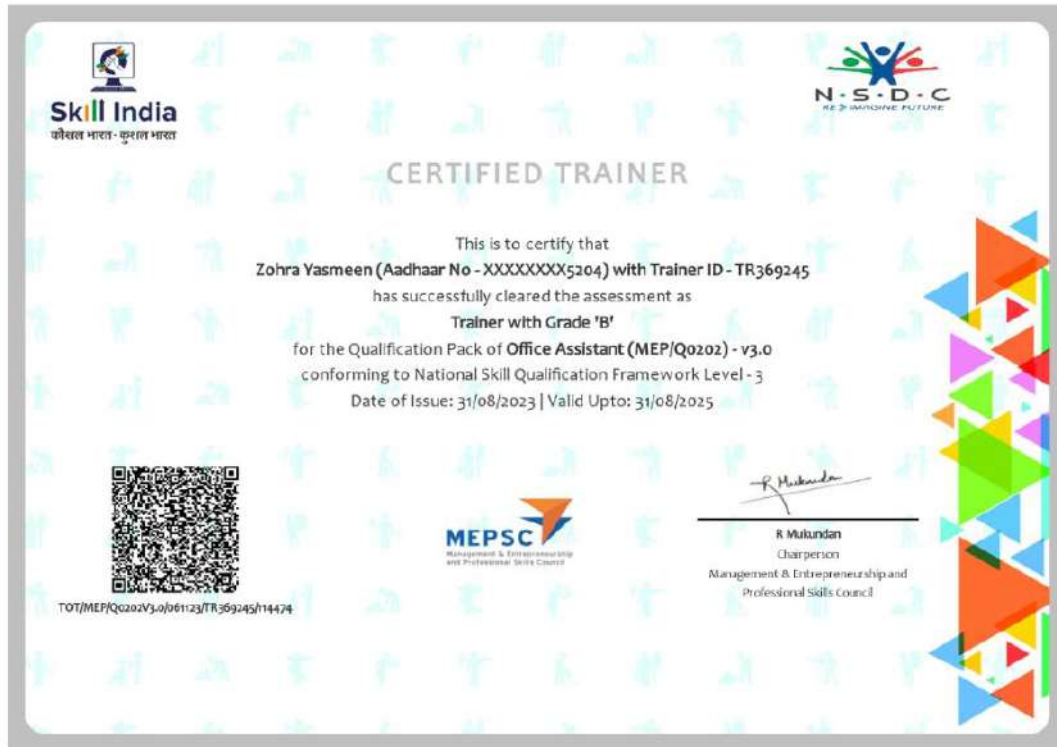 Skill India
कौशल भारत - कुशल भारत
N·S·D·C
RE IMAGINE FUTURE
CERTIFIED TRAINER
This is to certify that
Zohra Yasmeen (Aadhaar No - XXXXXXXX5204) with Trainer ID - TR369245
has successfully cleared the assessment as
Trainer with Grade 'B'
for the Qualification Pack of Office Assistant (MEP/Q0202) - v3.0
conforming to National Skill Qualification Framework Level - 3
Date of Issue: 31/08/2023 | Valid Upto: 31/08/2025
TOT/MEP/Q0202V3.0/061123/TR369245/114474
MEPSC
Management & Entrepreneurship
and Professional Skills Council
R Mukundan
R Mukundan
Chairperson
Management & Entrepreneurship and
Professional Skills Council